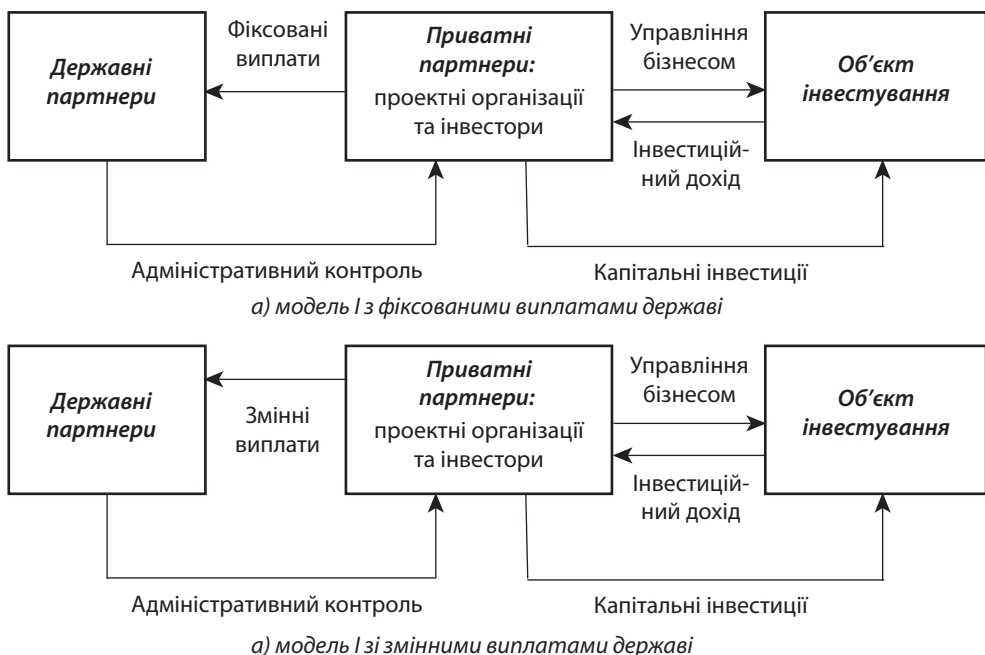 Фіксовані
виплати
Державні
партнери
Приватні
партнери:
проектні організації
та інвестори
Управління
бізнесом
Об’єкт
інвестування
Інвестицій-
ний дохід
Адміністративний контроль
Капітальні інвестиції
а) модель І з фіксованими виплатами державі
Державні
партнери
Змінні
виплати
Приватні
партнери:
проектні організації
та інвестори
Управління
бізнесом
Об’єкт
інвестування
Інвестицій-
ний дохід
Адміністративний контроль
Капітальні інвестиції
а) модель І зі змінними виплатами державі